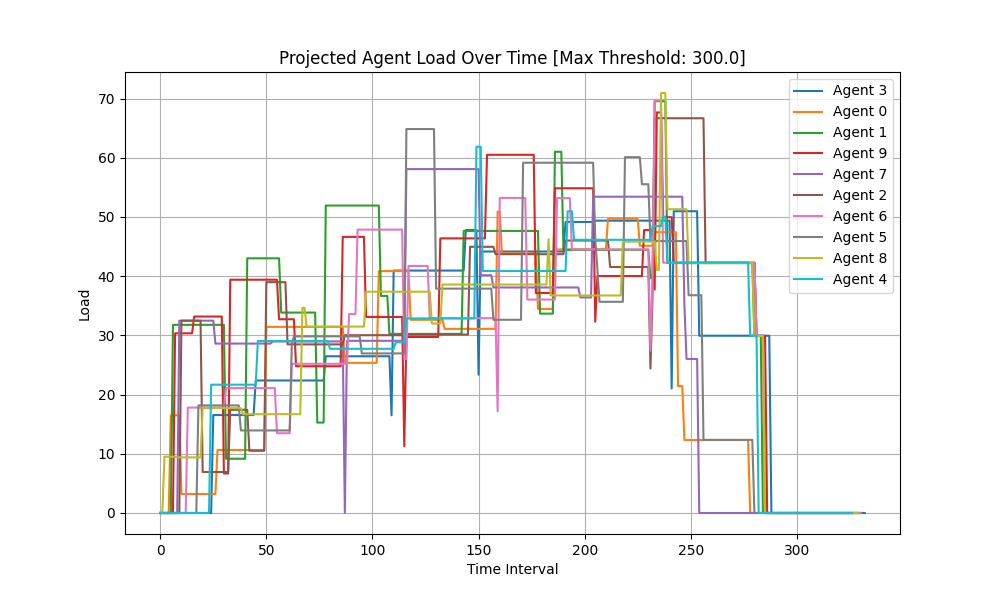 Projected Agent Load Over Time [Max Threshold: 300.0]
Load
70
60
50
40
30
20
10
0
0 50 100 150 200 250 300
Time Interval
Agent 3
Agent 0
Agent 1
Agent 9
Agent 7
Agent 2
Agent 6
Agent 5
Agent 8
Agent 4